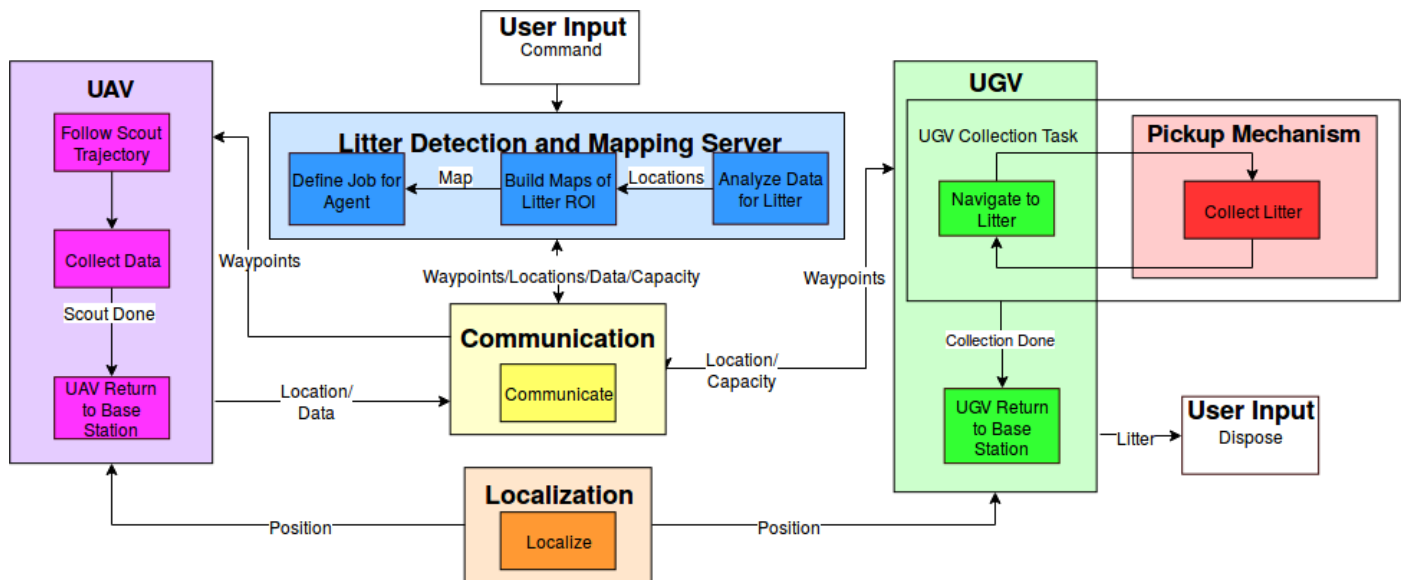 User Input
Command
UAV
Follow Scout
Trajectory
Collect Data
Scout Done
UAV Return
to Base
Station
Waypoints
Litter Detection and Mapping Server
Define Job for
Agent
Map
Build Maps of
Litter ROI
Locations
Analyze Data
for Litter
Waypoints/Locations/Data/Capacity
Communication
Communicate
Location/
Data
Location/
Capacity
Waypoints
UGV
UGV Collection Task
Navigate to
Litter
Pickup Mechanism
Collect Litter
Collection Done
UGV Return
to Base
Station
Litter
User Input
Dispose
Localization
Localize
Position
Position